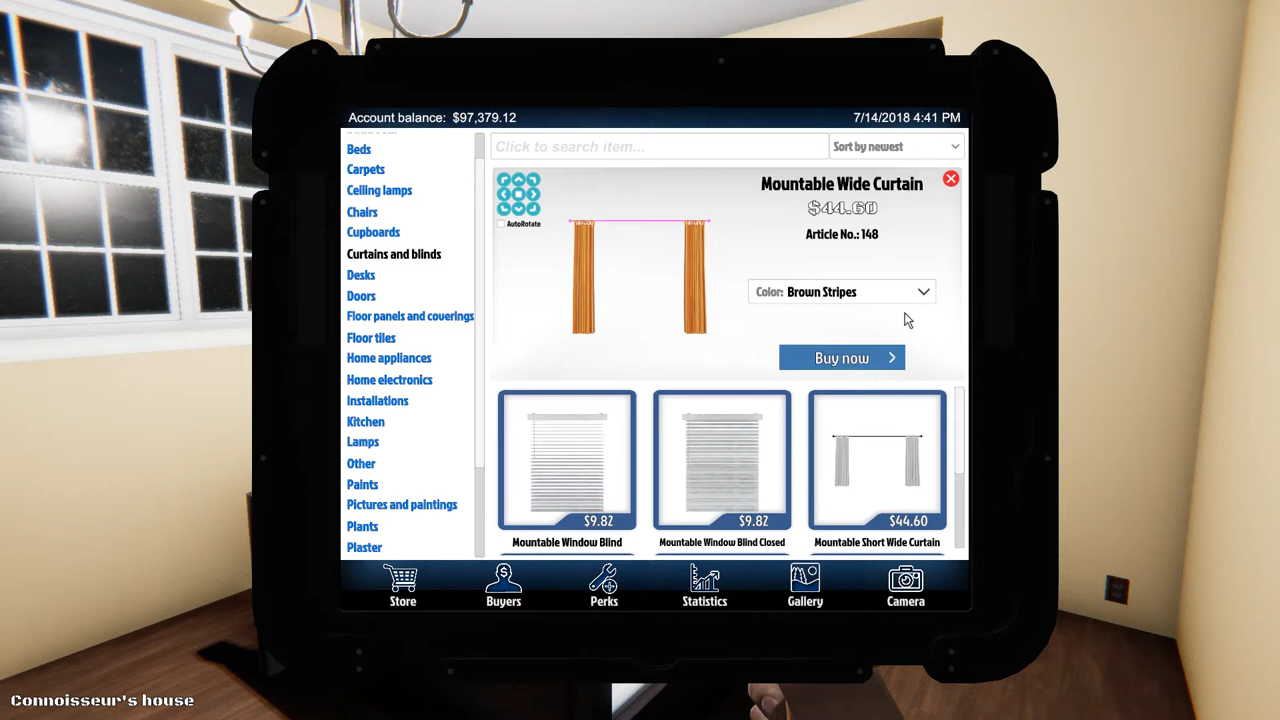 Account balance: $97,379.12
7/14/2018 4:41 PM
Beds
Carpets
Ceiling lamps
Chairs
Cupboards
Curtains and blinds
Desks
Doors
Floor panels and coverings
Floor tiles
Home appliances
Home electronics
Installations
Kitchen
Lamps
Other
Paints
Pictures and paintings
Plants
Plaster
Click to search item...
Sort by newest
AutoRotate
Mountable Wide Curtain
$44.60
Article No.: 148
Color: Brown Stripes
Buy now
$9.82
$9.82
$44.60
Mountable Window Blind
Mountable Window Blind Closed
Mountable Short Wide Curtain
Store
Buyers
Perks
Statistics
Gallery
Camera
Connoisseur's house